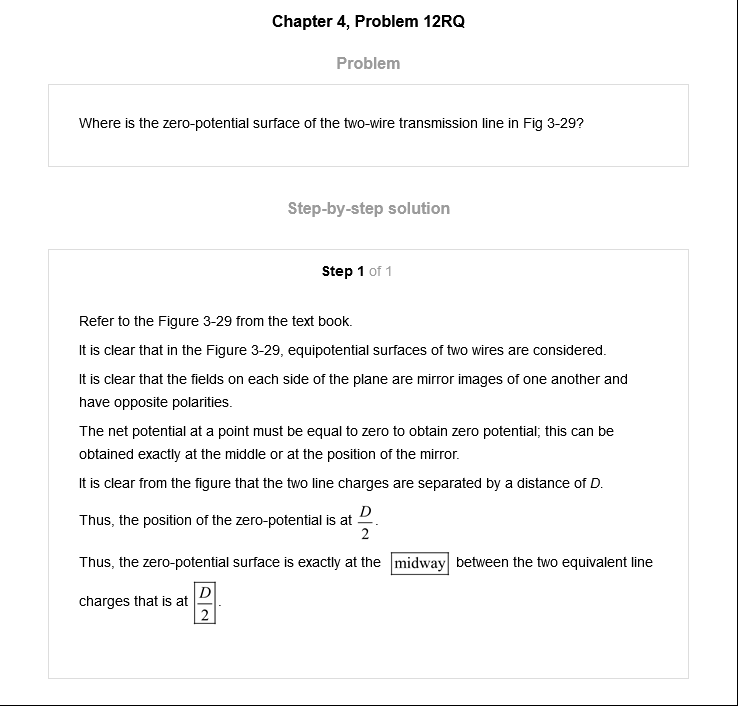 Chapter 4, Problem 12RQ
Problem
Where is the zero-potential surface of the two-wire transmission line in Fig 3-29?
Step-by-step solution
Step 1 of 1
Refer to the Figure 3-29 from the text book.
It is clear that in the Figure 3-29, equipotential surfaces of two wires are considered.
It is clear that the fields on each side of the plane are mirror images of one another and
have opposite polarities.
The net potential at a point must be equal to zero to obtain zero potential; this can be
obtained exactly at the middle or at the position of the mirror.
It is clear from the figure that the two line charges are separated by a distance of D.
Thus, the position of the zero-potential is at D/2.
Thus, the zero-potential surface is exactly at the midway between the two equivalent line
charges that is at D/2.